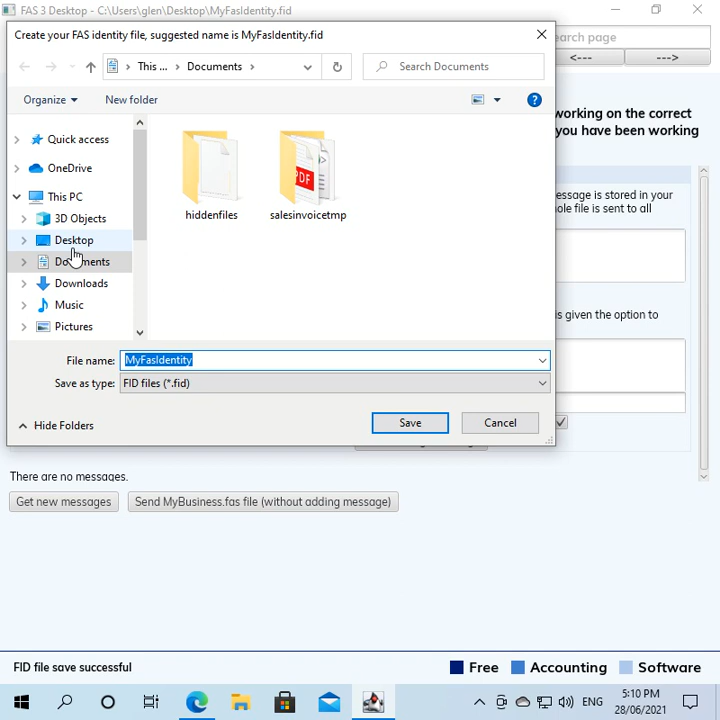 FAS 3 Desktop - C:\Users\glen\Desktop\MyFasIdentity.fid
Create your FAS identity file, suggested name is MyFasIdentity.fid
arch page
This ... > Documents >
Search Documents
<---
--->
Organize
New folder
?
working on the correct
you have been working
Quick access
OneDrive
This PC
3D Objects
Desktop
Documents
Downloads
Music
Pictures
hiddenfiles
PDF
salesinvoicetmp
essage is stored in your
ole file is sent to all
is given the option to
File name: MyFasIdentity
Save as type: FID files (*.fid)
Hide Folders
Save
Cancel
There are no messages.
Get new messages
Send MyBusiness.fas file (without adding message)
FID file save successful
Free
Accounting
Software
ENG
5:10 PM
28/06/2021